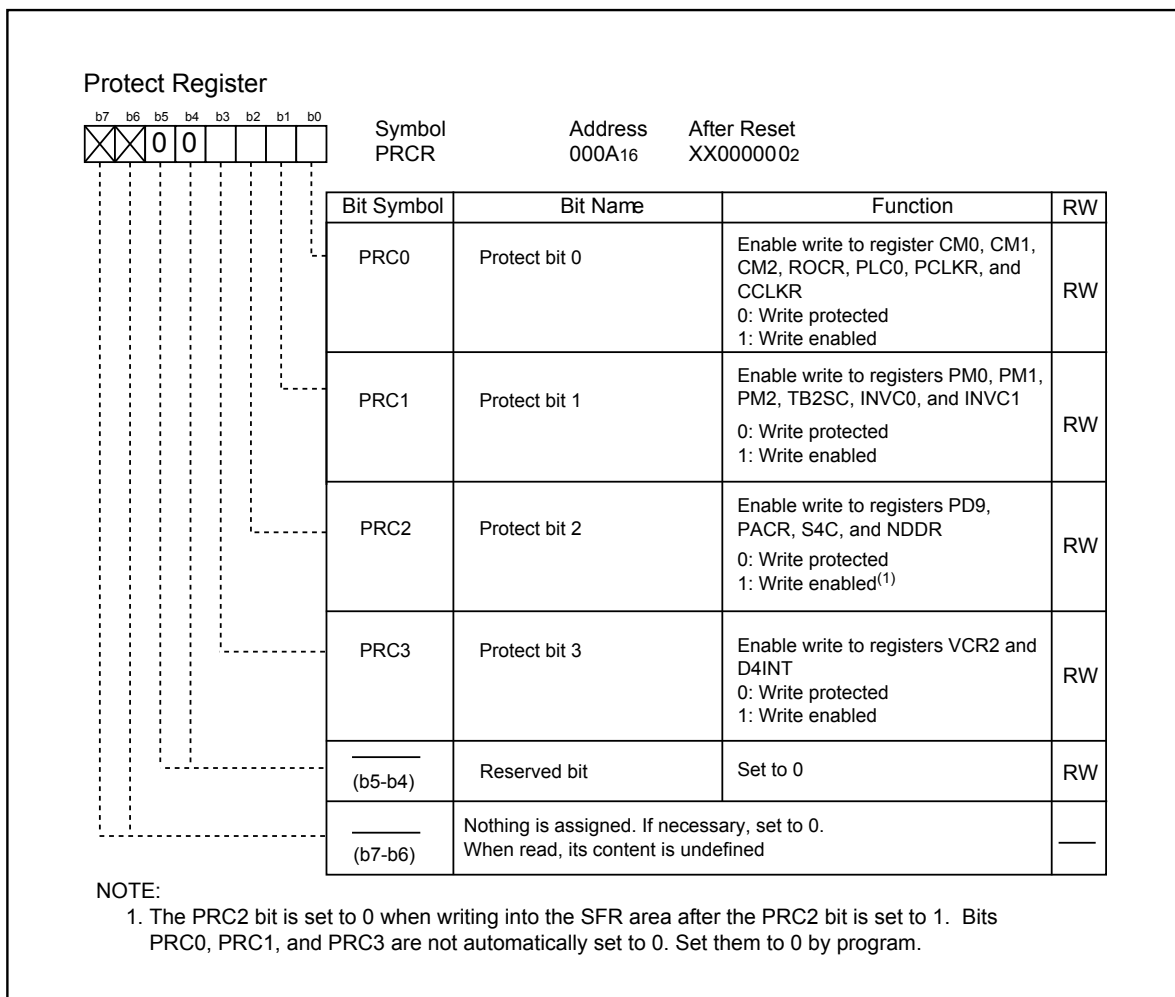 Protect Register
b7 b6 b5 b4 b3 b2 b1 b0
0 0
Symbol Address After Reset
PRCR 000A16 XX0000002
Bit Symbol Bit Name Function RW
PRC0 Protect bit 0 Enable write to register CM0, CM1,
CM2, ROCR, PLC0, PCLKR, and
CCLKR
0: Write protected
1: Write enabled
RW
PRC1 Protect bit 1 Enable write to registers PM0, PM1,
PM2, TB2SC, INVC0, and INVC1
0: Write protected
1: Write enabled
RW
PRC2 Protect bit 2 Enable write to registers PD9,
PACR, S4C, and NDDR
0: Write protected
1: Write enabled(1)
RW
PRC3 Protect bit 3 Enable write to registers VCR2 and
D4INT
0: Write protected
1: Write enabled
RW
(b5-b4) Reserved bit Set to 0 RW
(b7-b6) Nothing is assigned. If necessary, set to 0.
When read, its content is undefined
NOTE:
1. The PRC2 bit is set to 0 when writing into the SFR area after the PRC2 bit is set to 1. Bits
PRC0, PRC1, and PRC3 are not automatically set to 0. Set them to 0 by program.